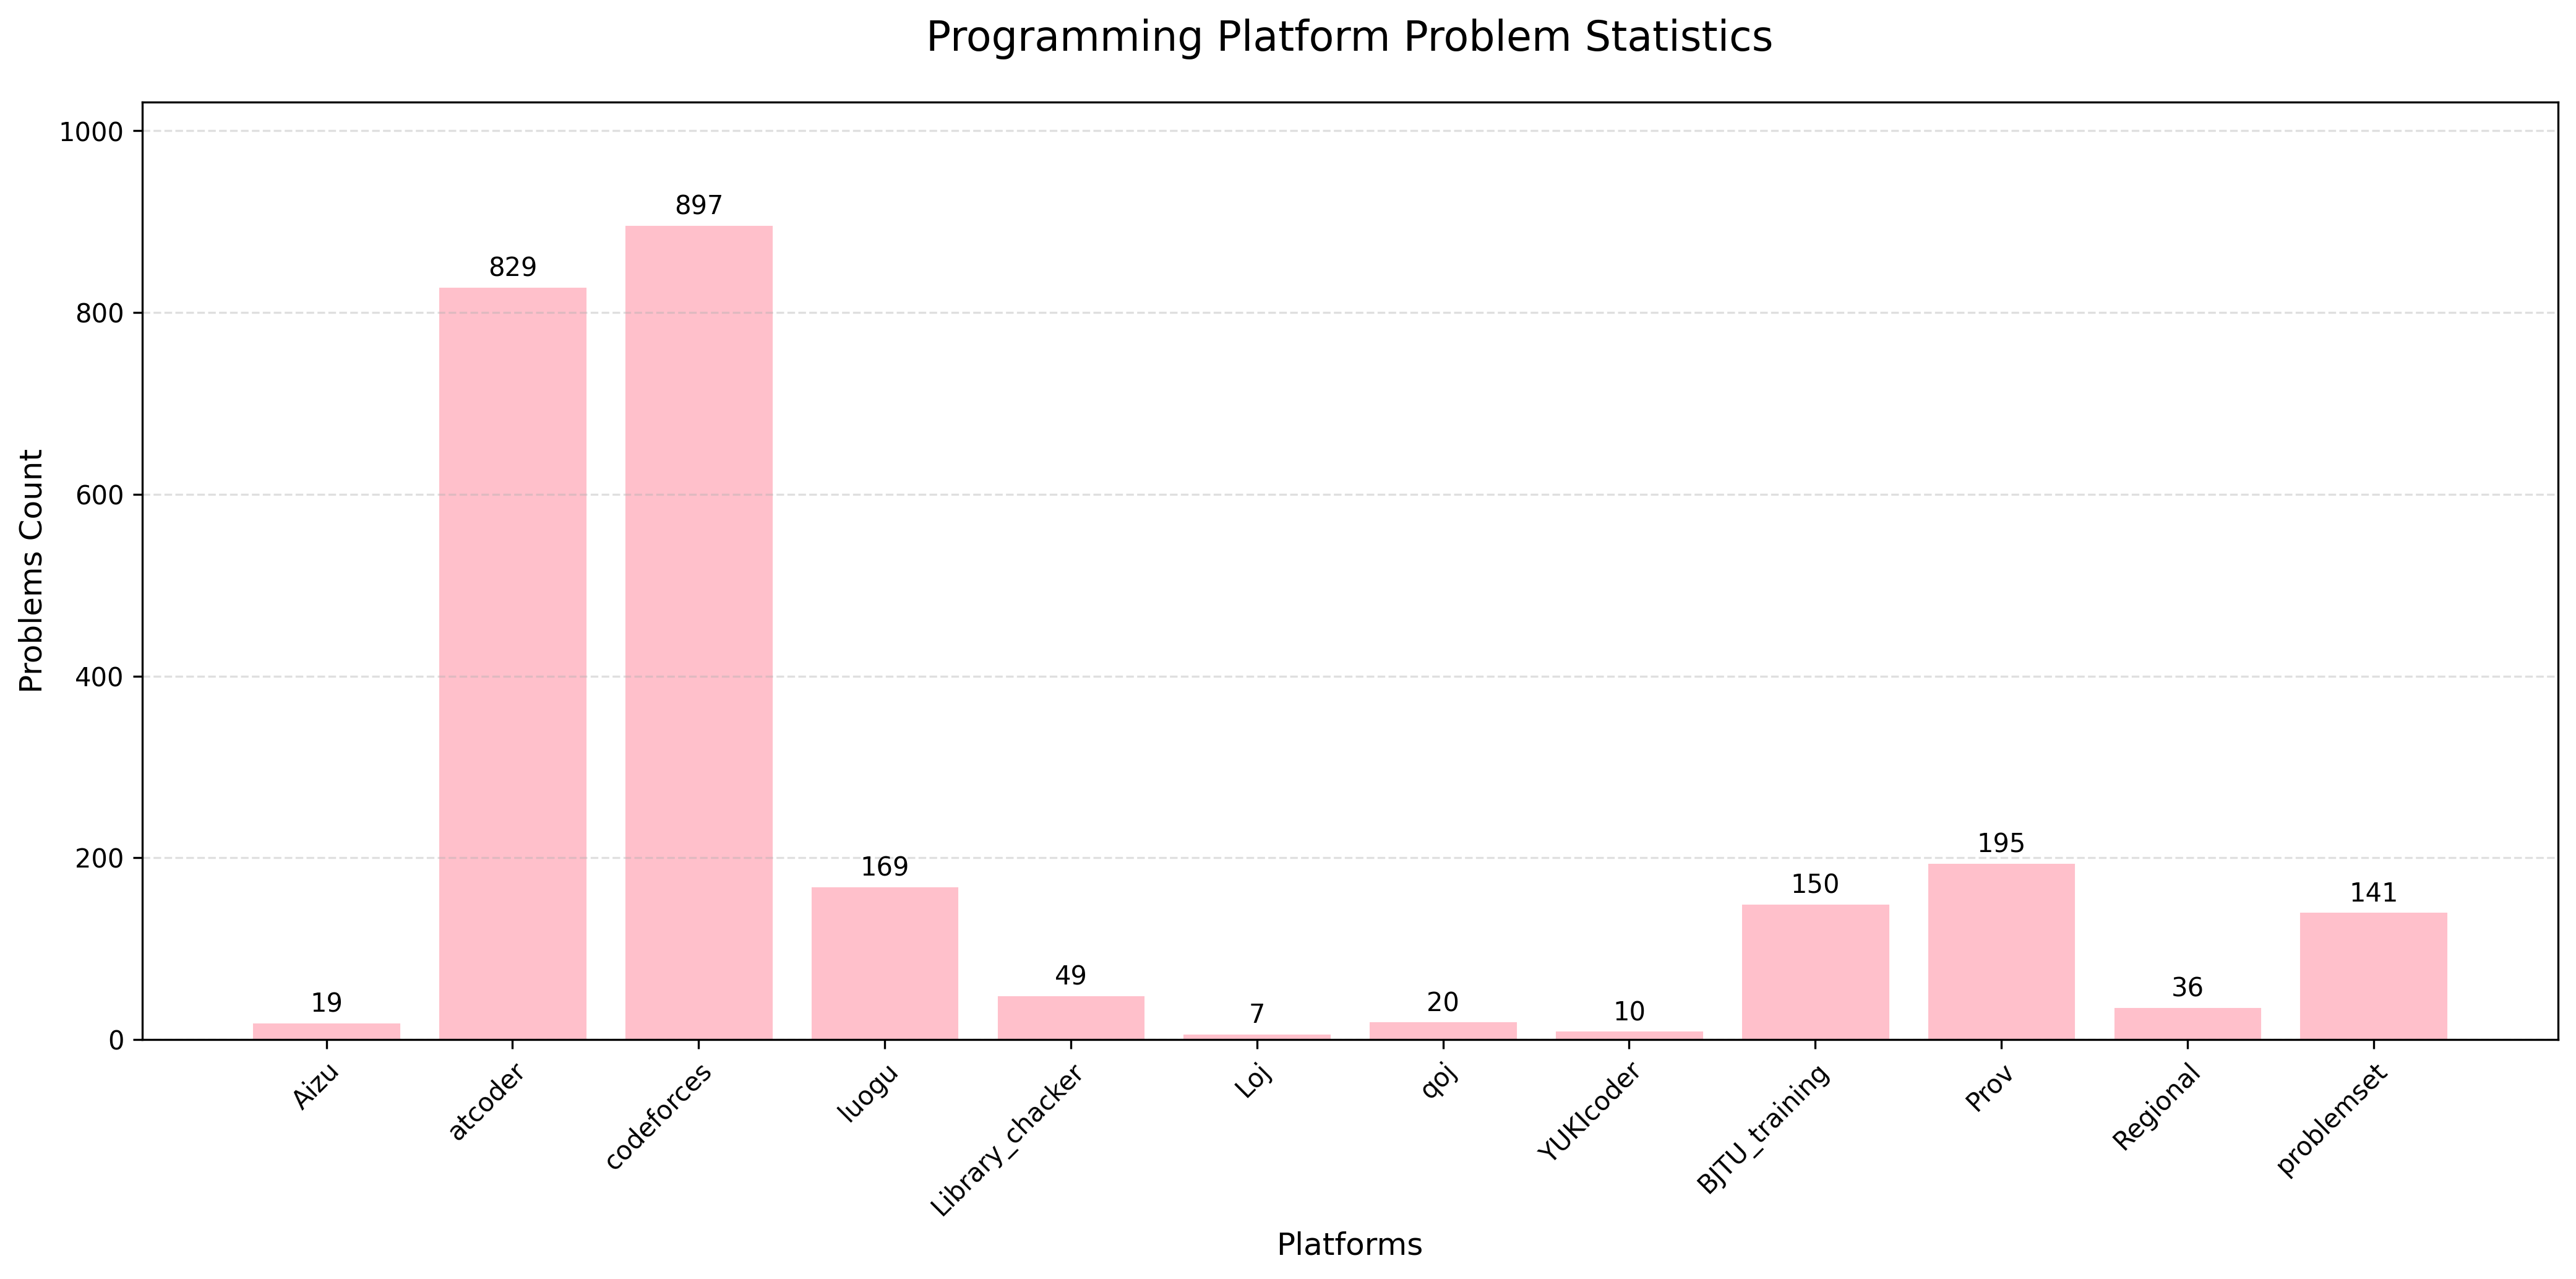 Programming Platform Problem Statistics
Problems Count
1000
800
600
400
200
0
19
829
897
169
49
7
20
10
150
195
36
141
Aizu
atcoder
codeforces
luogu
Library_chacker
Loj
qoj
YUKIcoder
BJTU_training
Prov
Regional
problemset
Platforms